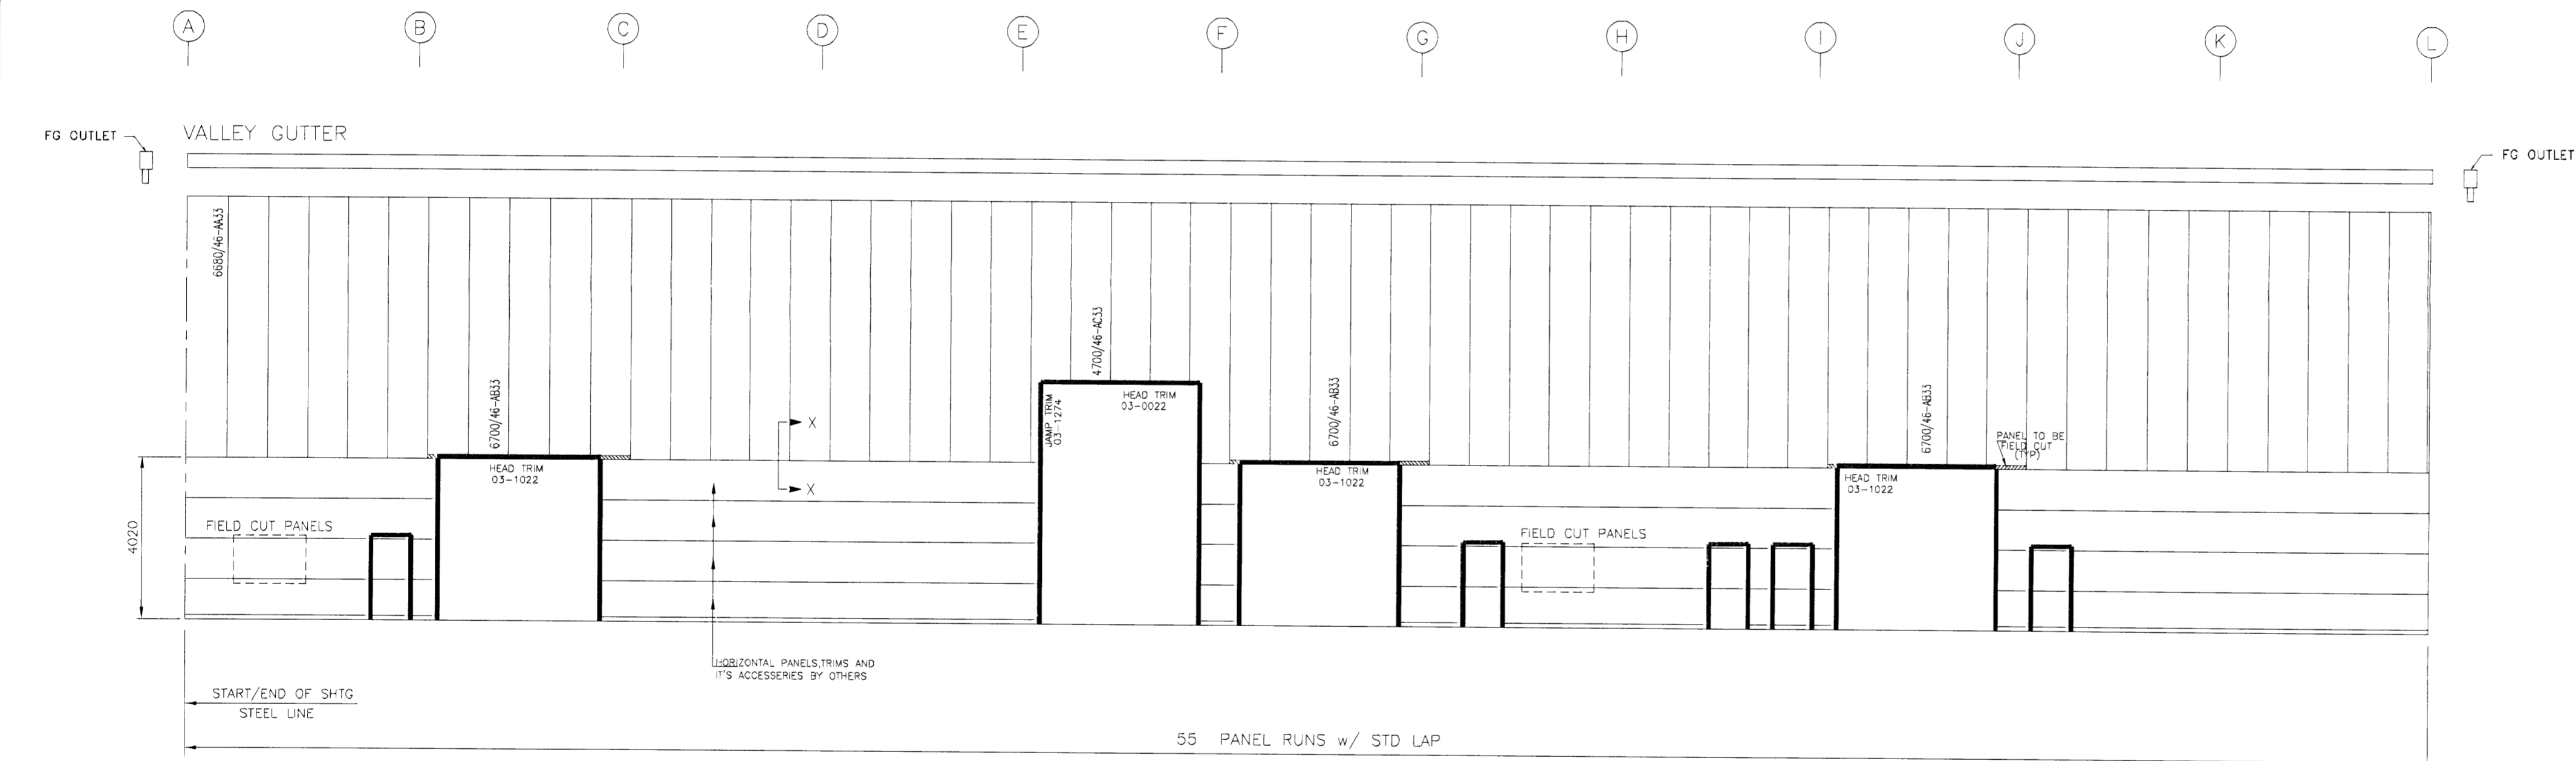 A
B
C
D
E
F
G
H
I
J
K
L
FG OUTLET
VALLEY GUTTER
FG OUTLET
6680/46-AA33
6700/46-AB33
4700/46-AC33
6700/46-AB33
6700/46-AB33
HEAD TRIM
03-1022
X
X
JAMP TRIM
03-1274
HEAD TRIM
03-0022
HEAD TRIM
03-1022
HEAD TRIM
03-1022
PANEL TO BE
FIELD CUT
(TYP)
4020
FIELD CUT PANELS
FIELD CUT PANELS
HORIZONTAL PANELS,TRIMS AND
IT'S ACCESSERIES BY OTHERS
START/END OF SHTG
STEEL LINE
55 PANEL RUNS w/ STD LAP